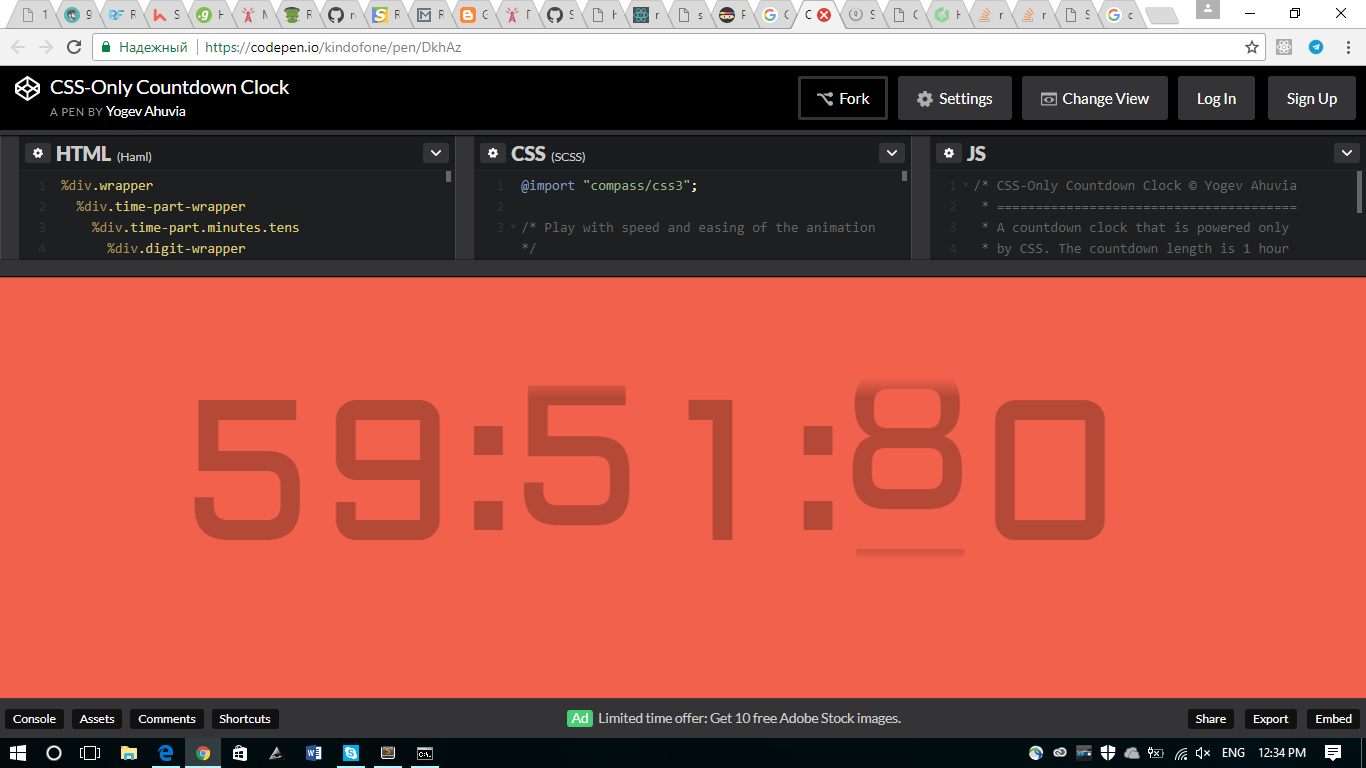 Надежный https://codepen.io/kindofone/pen/DkhAz
CSS-Only Countdown Clock
A PEN BY Yogev Ahuvia
Fork Settings Change View Log In Sign Up
HTML (Haml)
1 %div.wrapper
2 %div.time-part-wrapper
3 %div.time-part.minutes.tens
4 %div.digit-wrapper
CSS (SCSS)
1 @import "compass/css3";
2
3 /* Play with speed and easing of the animation
*/
JS
1 /* CSS-Only Countdown Clock © Yogev Ahuvia
2 * =======================================
3 * A countdown clock that is powered only
4 * by CSS. The countdown length is 1 hour
59:51:80
Console Assets Comments Shortcuts
Ad Limited time offer: Get 10 free Adobe Stock images.
Share Export Embed
ENG 12:34 PM